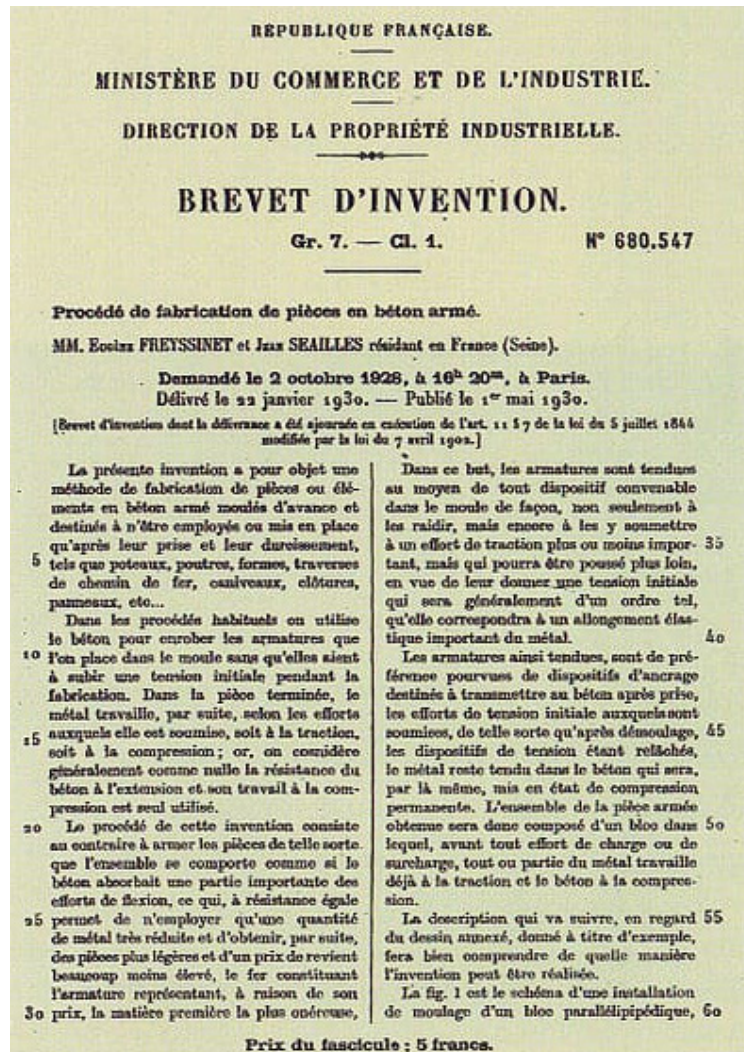 RÉPUBLIQUE FRANÇAISE.
MINISTÈRE DU COMMERCE ET DE L'INDUSTRIE.
DIRECTION DE LA PROPRIÉTÉ INDUSTRIELLE.
BREVET D'INVENTION.
Gr. 7. — Cl. 1.
N° 680.547
Procédé de fabrication de pièces en béton armé.
MM. Eugène FREYSSINET et Jean SEAILLES résidant en France (Seine).
Demandé le 2 octobre 1928, à 16h 20m, à Paris.
Délivré le 22 janvier 1930. — Publié le 1er mai 1930.
[Brevet d'invention dont la délivrance a été ajournée en exécution de l'art. 11 § 7 de la loi du 5 juillet 1844
modifiée par la loi du 7 avril 1902.]
La présente invention a pour objet une
méthode de fabrication de pièces ou élé-
ments en béton armé moulés d'avance et
destinés à n'être employés ou mis en place
qu'après leur prise et leur durcissement,
5 tels que poteaux, poutres, formes, traverses
de chemin de fer, caniveaux, clôtures,
panneaux, etc...
Dans les procédés habituels on utilise
le béton pour enrober les armatures que
10 l'on place dans le moule sans qu'elles aient
à subir une tension initiale pendant la
fabrication. Dans la pièce terminée, le
métal travaille, par suite, selon les efforts
15 auxquels elle est soumise, soit à la traction,
soit à la compression; or, on considère
généralement comme nulle la résistance du
béton à l'extension et son travail à la com-
pression est seul utilisé.
20 Le procédé de cette invention consiste
au contraire à armer les pièces de telle sorte
que l'ensemble se comporte comme si le
béton absorbait une partie importante des
efforts de flexion, ce qui, à résistance égale
25 permet de n'employer qu'une quantité
de métal très réduite et d'obtenir, par suite,
des pièces plus légères et d'un prix de revient
beaucoup moins élevé, le fer constituant
l'armature représentant, à raison de son
30 prix, la matière première la plus onéreuse,
Dans ce but, les armatures sont tendues
au moyen de tout dispositif convenable
dans le moule de façon, non seulement à
les raidir, mais encore à les y soumettre
à un effort de traction plus ou moins impor- 35
tant, mais qui pourra être poussé plus loin,
en vue de leur donner une tension initiale
qui sera généralement d'un ordre tel,
qu'elle correspondra à un allongement élas-
tique important du métal. 40
Les armatures ainsi tendues, sont de pré-
férence pourvues de dispositifs d'ancrage
destinés à transmettre au béton après prise,
les efforts de tension initiale auxquels sont
soumises, de telle sorte qu'après démoulage, 45
les dispositifs de tension étant relâchés,
le métal reste tendu dans le béton qui sera,
par là même, mis en état de compression
permanente. L'ensemble de la pièce armée
obtenue sera donc composé d'un bloc dans 50
lequel, avant tout effort de charge ou de
surcharge, tout ou partie du métal travaille
déjà à la traction et le béton à la compres-
sion.
La description qui va suivre, en regard 55
du dessin annexé, donné à titre d'exemple,
fera bien comprendre de quelle manière
l'invention peut être réalisée.
La fig. 1 est le schéma d'une installation
de moulage d'un bloc parallélipipédique, 60
Prix du fascicule : 5 francs.